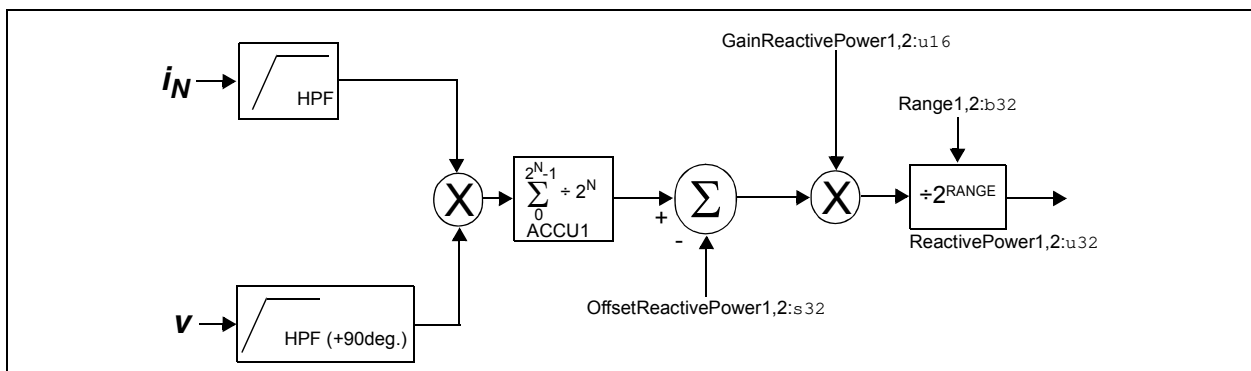 GainReactivePower1,2:u16
i_N
HPF
Range1,2:b32
X
2^N-1
∑ ÷ 2^N
0
ACCU1
+
Σ
-
X
÷2^RANGE
ReactivePower1,2:u32
v
HPF (+90deg.)
OffsetReactivePower1,2:s32